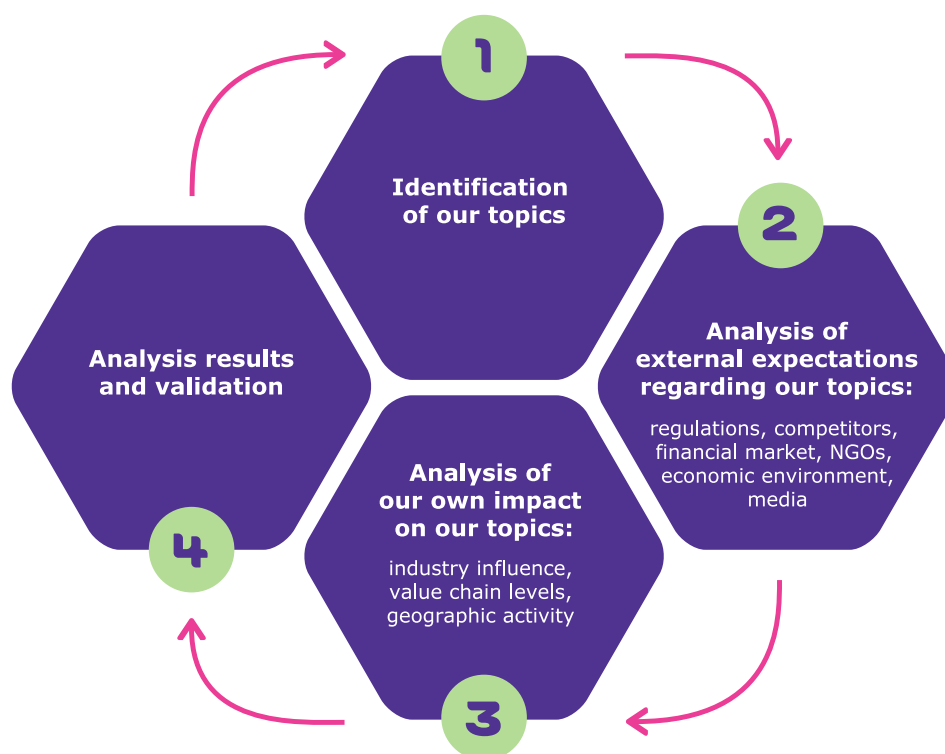 1
Identification
of our topics
2
Analysis of
external expectations
regarding our topics:
regulations, competitors,
financial market, NGOs,
economic environment,
media
3
Analysis of
our own impact
on our topics:
industry influence,
value chain levels,
geographic activity
4
Analysis results
and validation